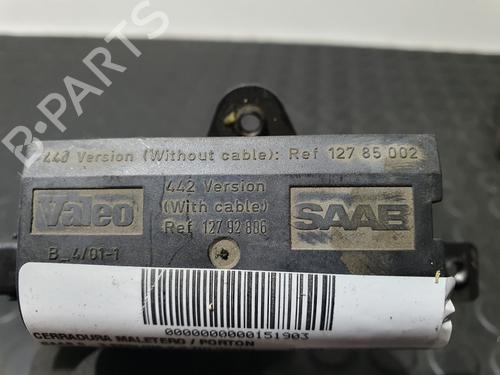 B-PARTS
440 Version (Without cable): Ref 127 85 002
Valeo
442 Version
(With cable)
Ref 127 92 806
SAAB
B_4/01-1
0000000000151903
CERRADURA MALETERO / PORTON